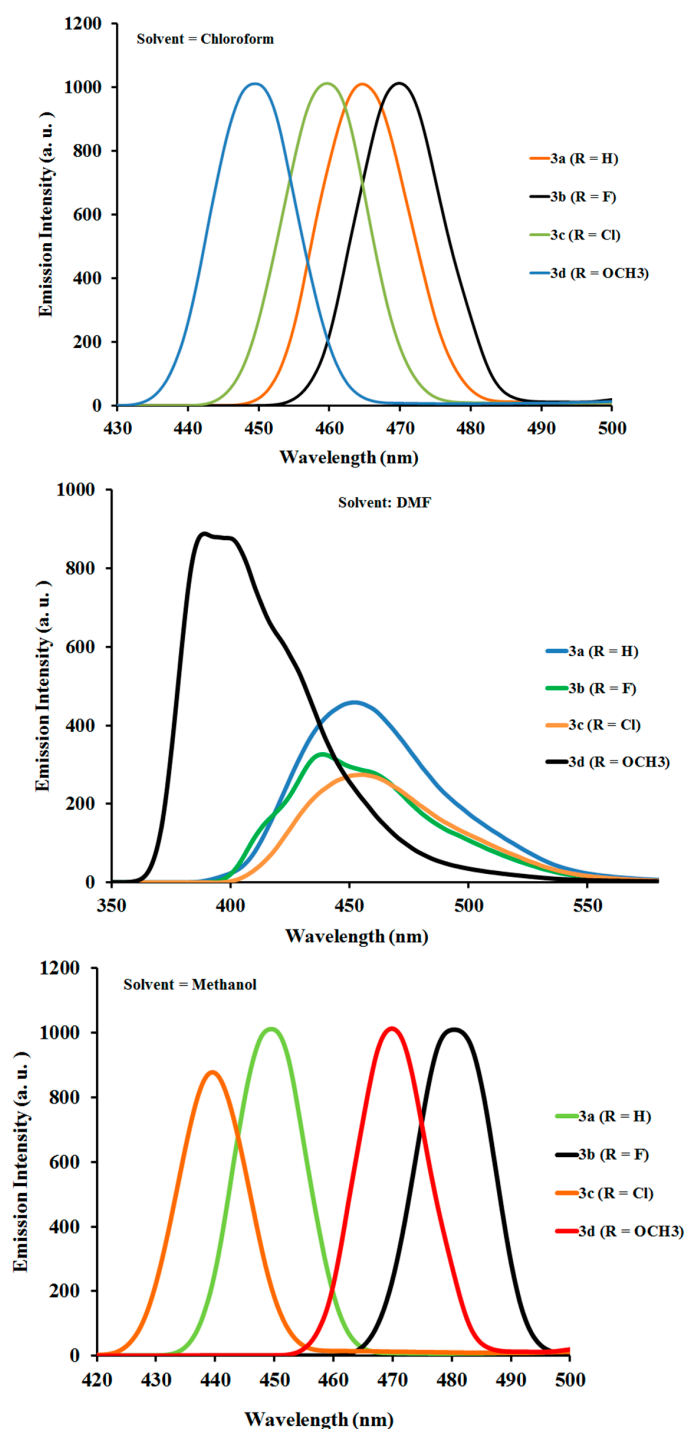 Solvent = Chloroform
1200
1000
800
600
400
200
0
Emission Intensity (a. u. )
3a (R = H)
3b (R = F)
3c (R = Cl)
3d (R = OCH3)
430 440 450 460 470 480 490 500
Wavelength (nm)
Solvent: DMF
1000
800
600
400
200
0
Emission Intensity (a. u. )
3a (R = H)
3b (R = F)
3c (R = Cl)
3d (R = OCH3)
350 400 450 500 550
Wavelength (nm)
Solvent = Methanol
1200
1000
800
600
400
200
0
Emission Intensity (a. u. )
3a (R = H)
3b (R = F)
3c (R = Cl)
3d (R = OCH3)
420 430 440 450 460 470 480 490 500
Wavelength (nm)